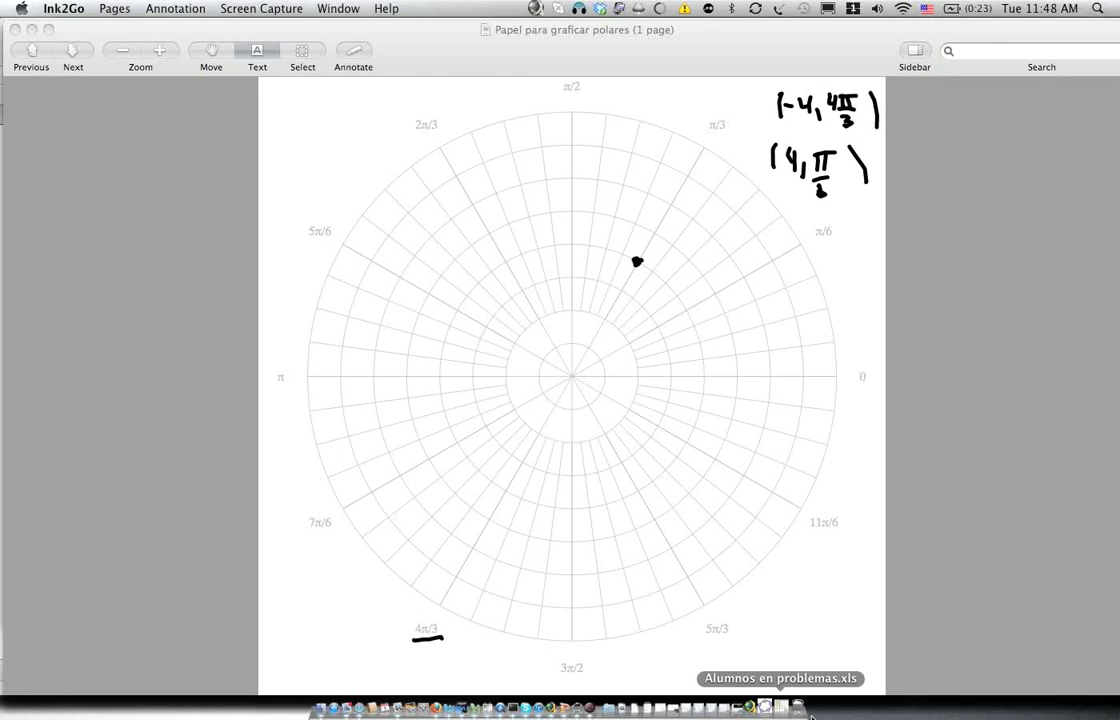 Ink2Go Pages Annotation Screen Capture Window Help (0:23) Tue 11:48 AM
Papel para graficar polares (1 page)
Previous Next Zoom Move Text Select Annotate Sidebar Search
π/2
2π/3 π/3
(-4, 4π/3)
(4, π/3)
5π/6 π/6
π 0
7π/6 11π/6
4π/3 5π/3
3π/2
Alumnos en problemas.xls